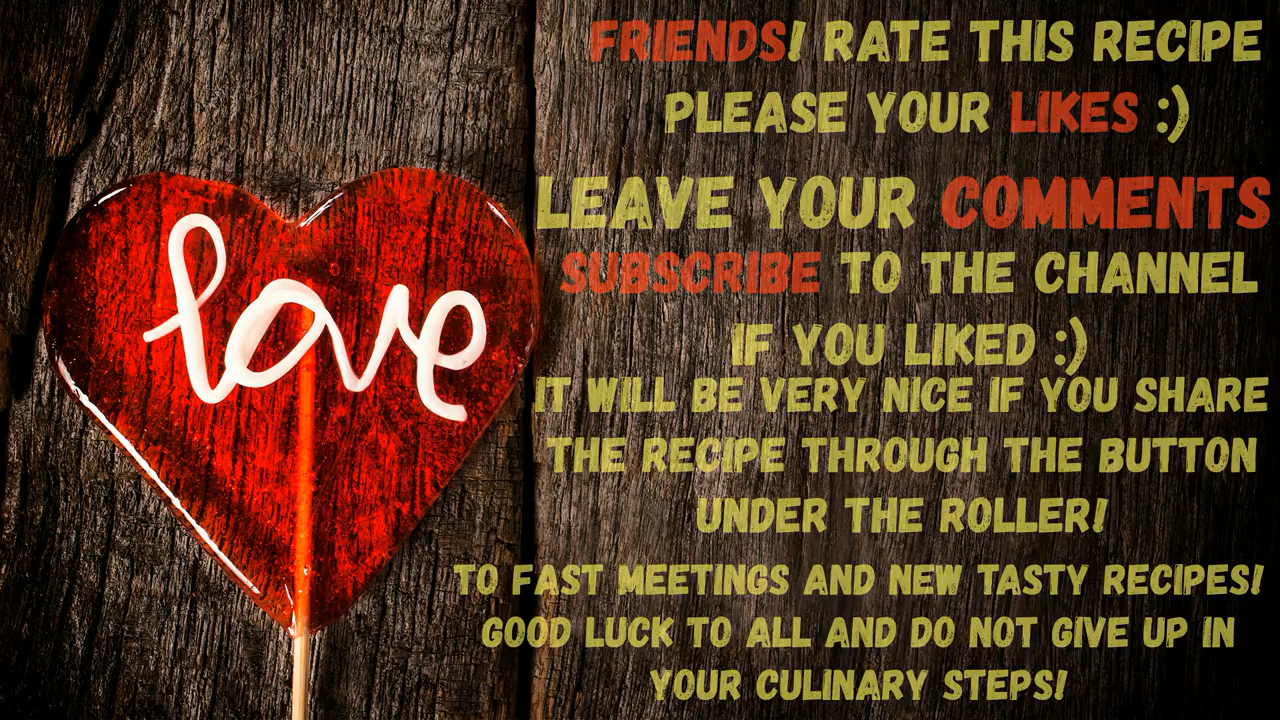 love
FRIENDS! RATE THIS RECIPE
PLEASE YOUR LIKES :)
LEAVE YOUR COMMENTS
SUBSCRIBE TO THE CHANNEL
IF YOU LIKED :)
IT WILL BE VERY NICE IF YOU SHARE
THE RECIPE THROUGH THE BUTTON
UNDER THE ROLLER!
TO FAST MEETINGS AND NEW TASTY RECIPES!
GOOD LUCK TO ALL AND DO NOT GIVE UP IN
YOUR CULINARY STEPS!